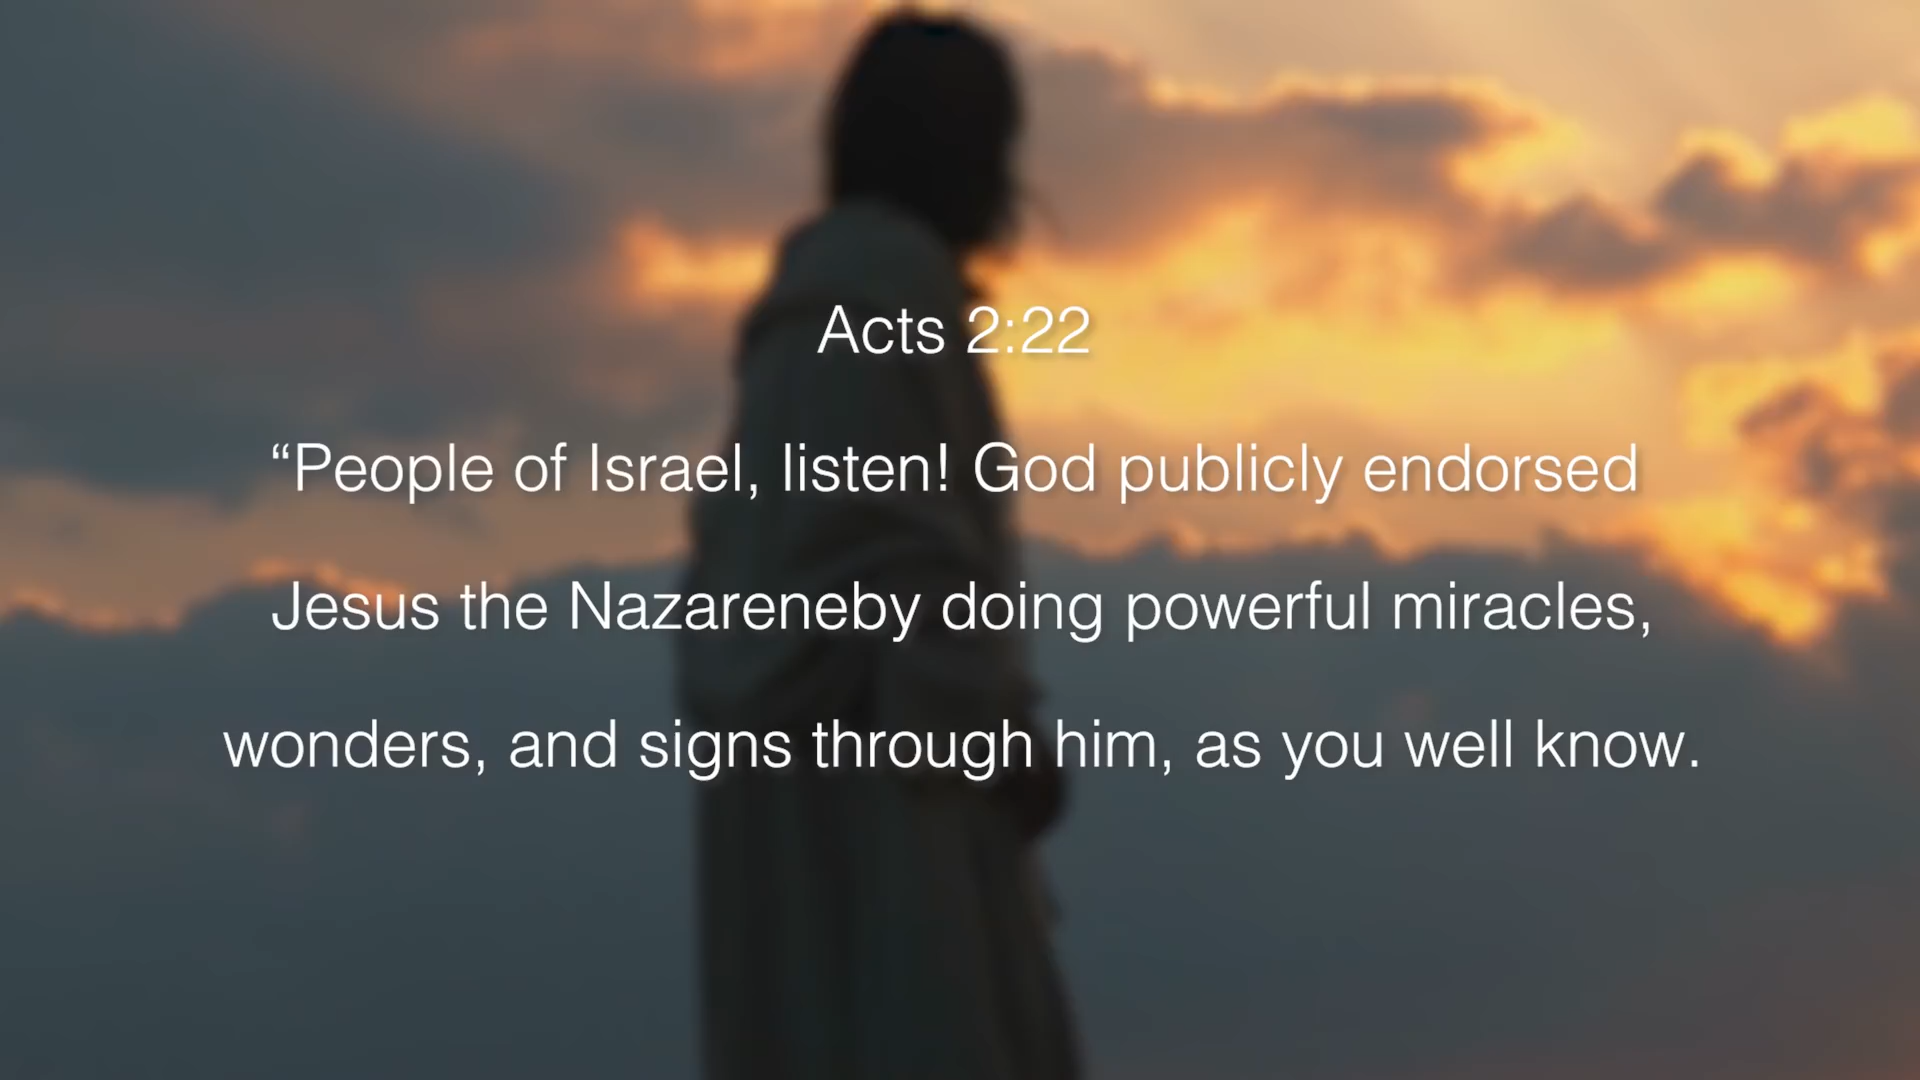 Acts 2:22
“People of Israel, listen! God publicly endorsed
Jesus the Nazareneby doing powerful miracles,
wonders, and signs through him, as you well know.